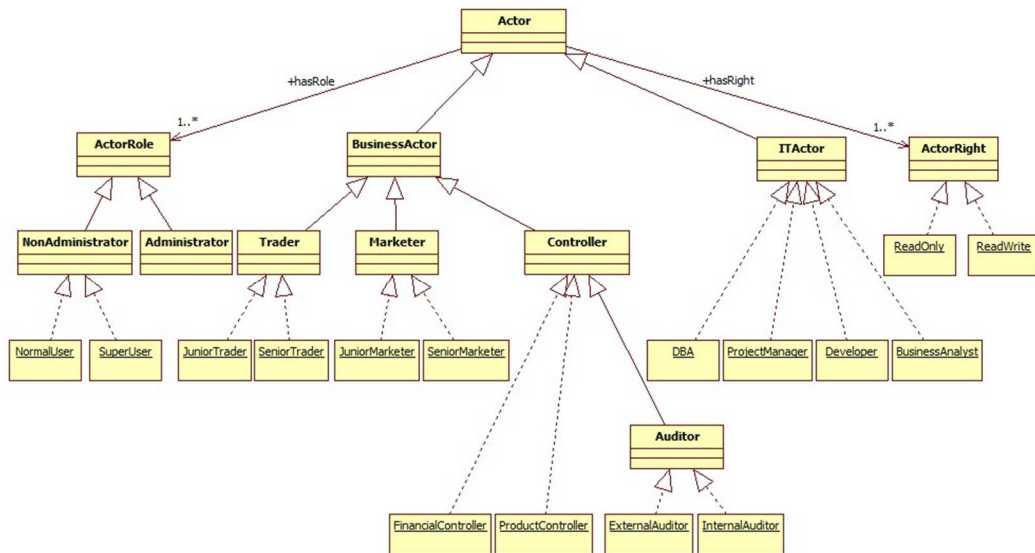 Actor
+hasRole
+hasRight
1..*
1..*
ActorRole
BusinessActor
ITActor
ActorRight
NonAdministrator
Administrator
Trader
Marketer
Controller
ReadOnly
ReadWrite
NormalUser
SuperUser
JuniorTrader
SeniorTrader
JuniorMarketer
SeniorMarketer
DBA
ProjectManager
Developer
BusinessAnalyst
Auditor
FinancialController
ProductController
ExternalAuditor
InternalAuditor